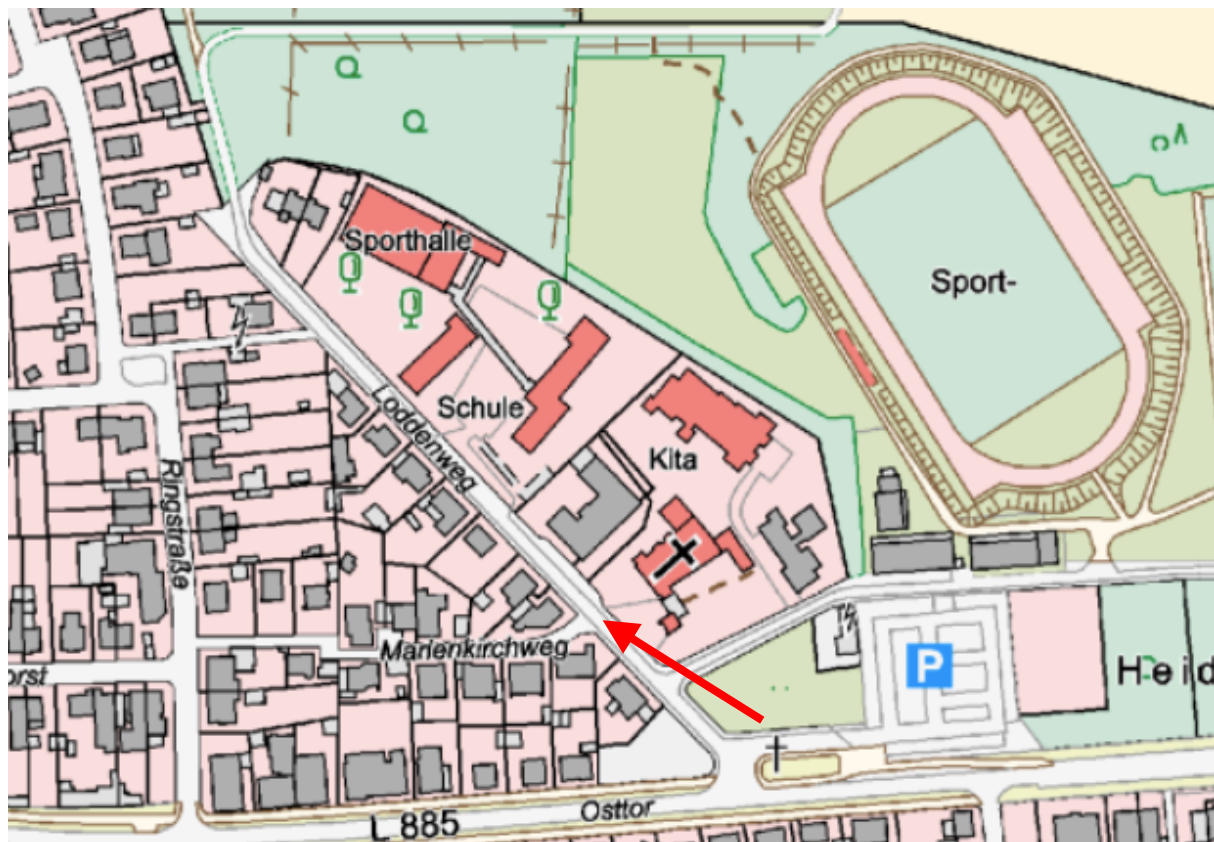 Sporthalle
Sport-
Loddenweg
Schule
Kita
Ringstraße
Marienkirchweg
orst
P
Heid
L 885
Osttor